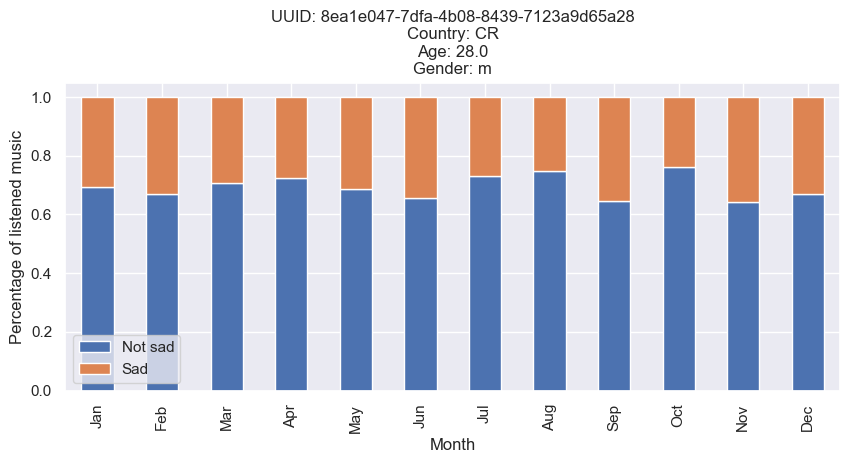 UUID: 8ea1e047-7dfa-4b08-8439-7123a9d65a28
Country: CR
Age: 28.0
Gender: m
Percentage of listened music
1.0
0.8
0.6
0.4
0.2
0.0
Not sad
Sad
Jan
Feb
Mar
Apr
May
Jun
Jul
Aug
Sep
Oct
Nov
Dec
Month